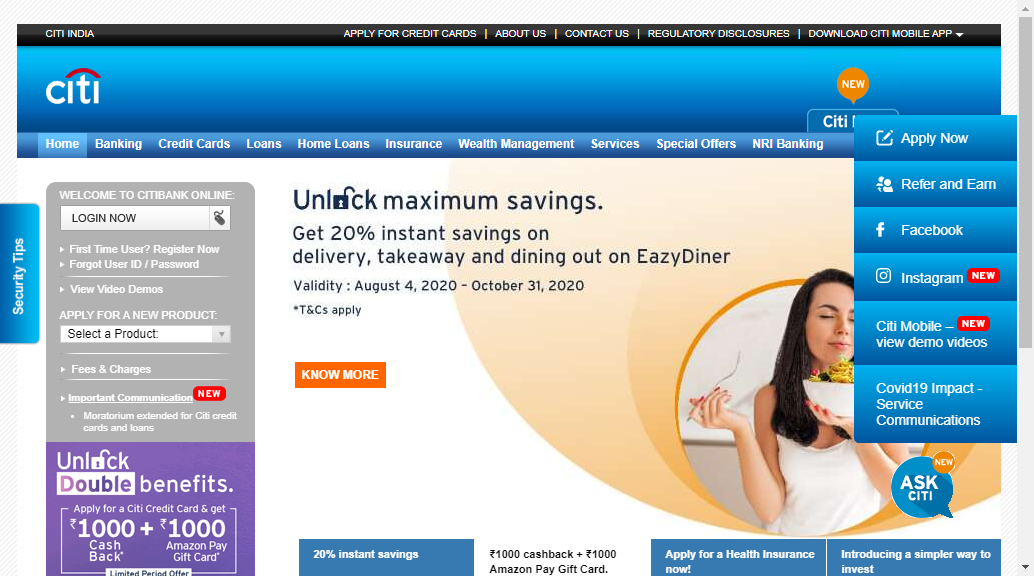 CITI INDIA
APPLY FOR CREDIT CARDS | ABOUT US | CONTACT US | REGULATORY DISCLOSURES | DOWNLOAD CITI MOBILE APP
citi
NEW
Citi
Home Banking Credit Cards Loans Home Loans Insurance Wealth Management Services Special Offers NRI Banking
Apply Now
Refer and Earn
Facebook
Instagram NEW
Citi Mobile – NEW
view demo videos
Covid19 Impact -
Service
Communications
Security Tips
WELCOME TO CITIBANK ONLINE:
LOGIN NOW
First Time User? Register Now
Forgot User ID / Password
View Video Demos
APPLY FOR A NEW PRODUCT:
Select a Product:
Fees & Charges
Important Communication NEW
• Moratorium extended for Citi credit
cards and loans
Unlock
Double benefits.
Apply for a Citi Credit Card & get
₹1000 + ₹1000
Cash Amazon Pay
Back* Gift Card*
Limited Period Offer
Unlock maximum savings.
Get 20% instant savings on
delivery, takeaway and dining out on EazyDiner
Validity : August 4, 2020 – October 31, 2020
*T&Cs apply
KNOW MORE
NEW
ASK
CITI
20% instant savings
₹1000 cashback + ₹1000
Amazon Pay Gift Card.
Apply for a Health Insurance
now!
Introducing a simpler way to
invest